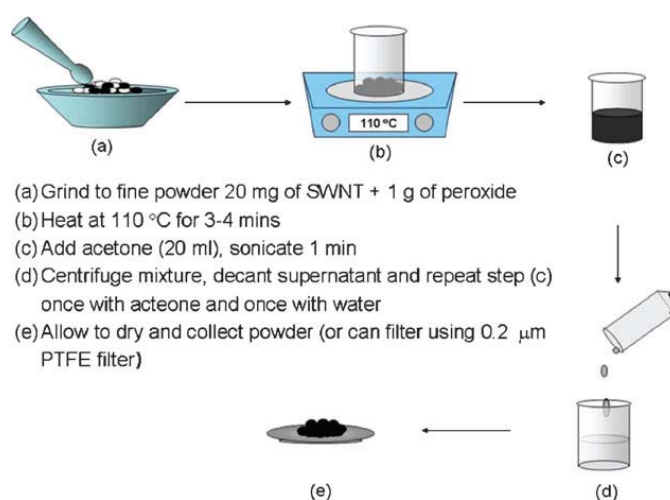 110 °C
(a)
(b)
(c)
(a) Grind to fine powder 20 mg of SWNT + 1 g of peroxide
(b) Heat at 110 °C for 3-4 mins
(c) Add acetone (20 ml), sonicate 1 min
(d) Centrifuge mixture, decant supernatant and repeat step (c)
once with acteone and once with water
(e) Allow to dry and collect powder (or can filter using 0.2 μm
PTFE filter)
(e)
(d)